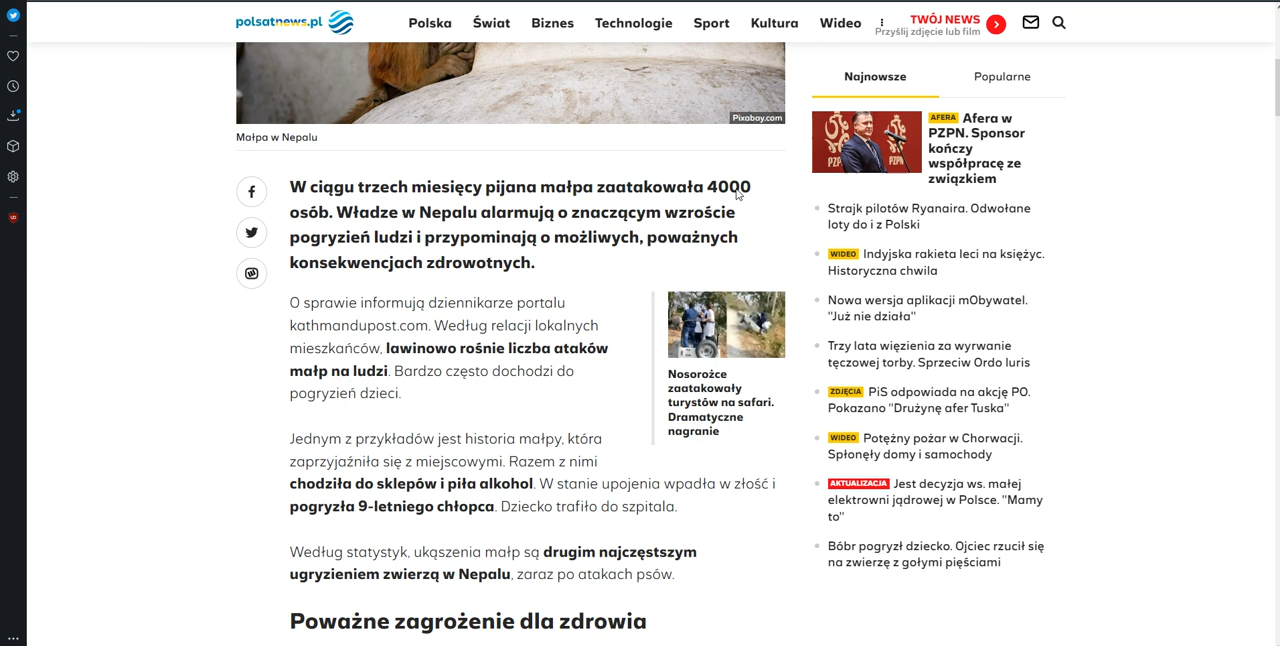 polsatnews.pl
Polska Świat Biznes Technologie Sport Kultura Wideo
TWÓJ NEWS
Przyślij zdjęcie lub film
Pixabay.com
Małpa w Nepalu
W ciągu trzech miesięcy pijana małpa zaatakowała 4000
osób. Władze w Nepalu alarmują o znaczącym wzroście
pogryzień ludzi i przypominają o możliwych, poważnych
konsekwencjach zdrowotnych.
O sprawie informują dziennikarze portalu
kathmandupost.com. Według relacji lokalnych
mieszkańców, lawinowo rośnie liczba ataków
małp na ludzi. Bardzo często dochodzi do
pogryzień dzieci.
Nosorożce
zaatakowały
turystów na safari.
Dramatyczne
nagranie
Jednym z przykładów jest historia małpy, która
zaprzyjaźniła się z miejscowymi. Razem z nimi
chodziła do sklepów i piła alkohol. W stanie upojenia wpadła w złość i
pogryzła 9-letniego chłopca. Dziecko trafiło do szpitala.
Według statystyk, ukąszenia małp są drugim najczęstszym
ugryzieniem zwierzą w Nepalu, zaraz po atakach psów.
Poważne zagrożenie dla zdrowia
Najnowsze Popularne
AFERA Afera w
PZPN. Sponsor
kończy
współpracę ze
związkiem
Strajk pilotów Ryanaira. Odwołane
loty do i z Polski
WIDEO Indyjska rakieta leci na księżyc.
Historyczna chwila
Nowa wersja aplikacji mObywatel.
"Już nie działa"
Trzy lata więzienia za wyrwanie
tęczowej torby. Sprzeciw Ordo Iuris
ZDJĘCIA PiS odpowiada na akcję PO.
Pokazano "Drużynę afer Tuska"
WIDEO Potężny pożar w Chorwacji.
Spłonęły domy i samochody
AKTUALIZACJA Jest decyzja ws. małej
elektrowni jądrowej w Polsce. "Mamy
to"
Bóbr pogryzł dziecko. Ojciec rzucił się
na zwierzę z gołymi pięściami